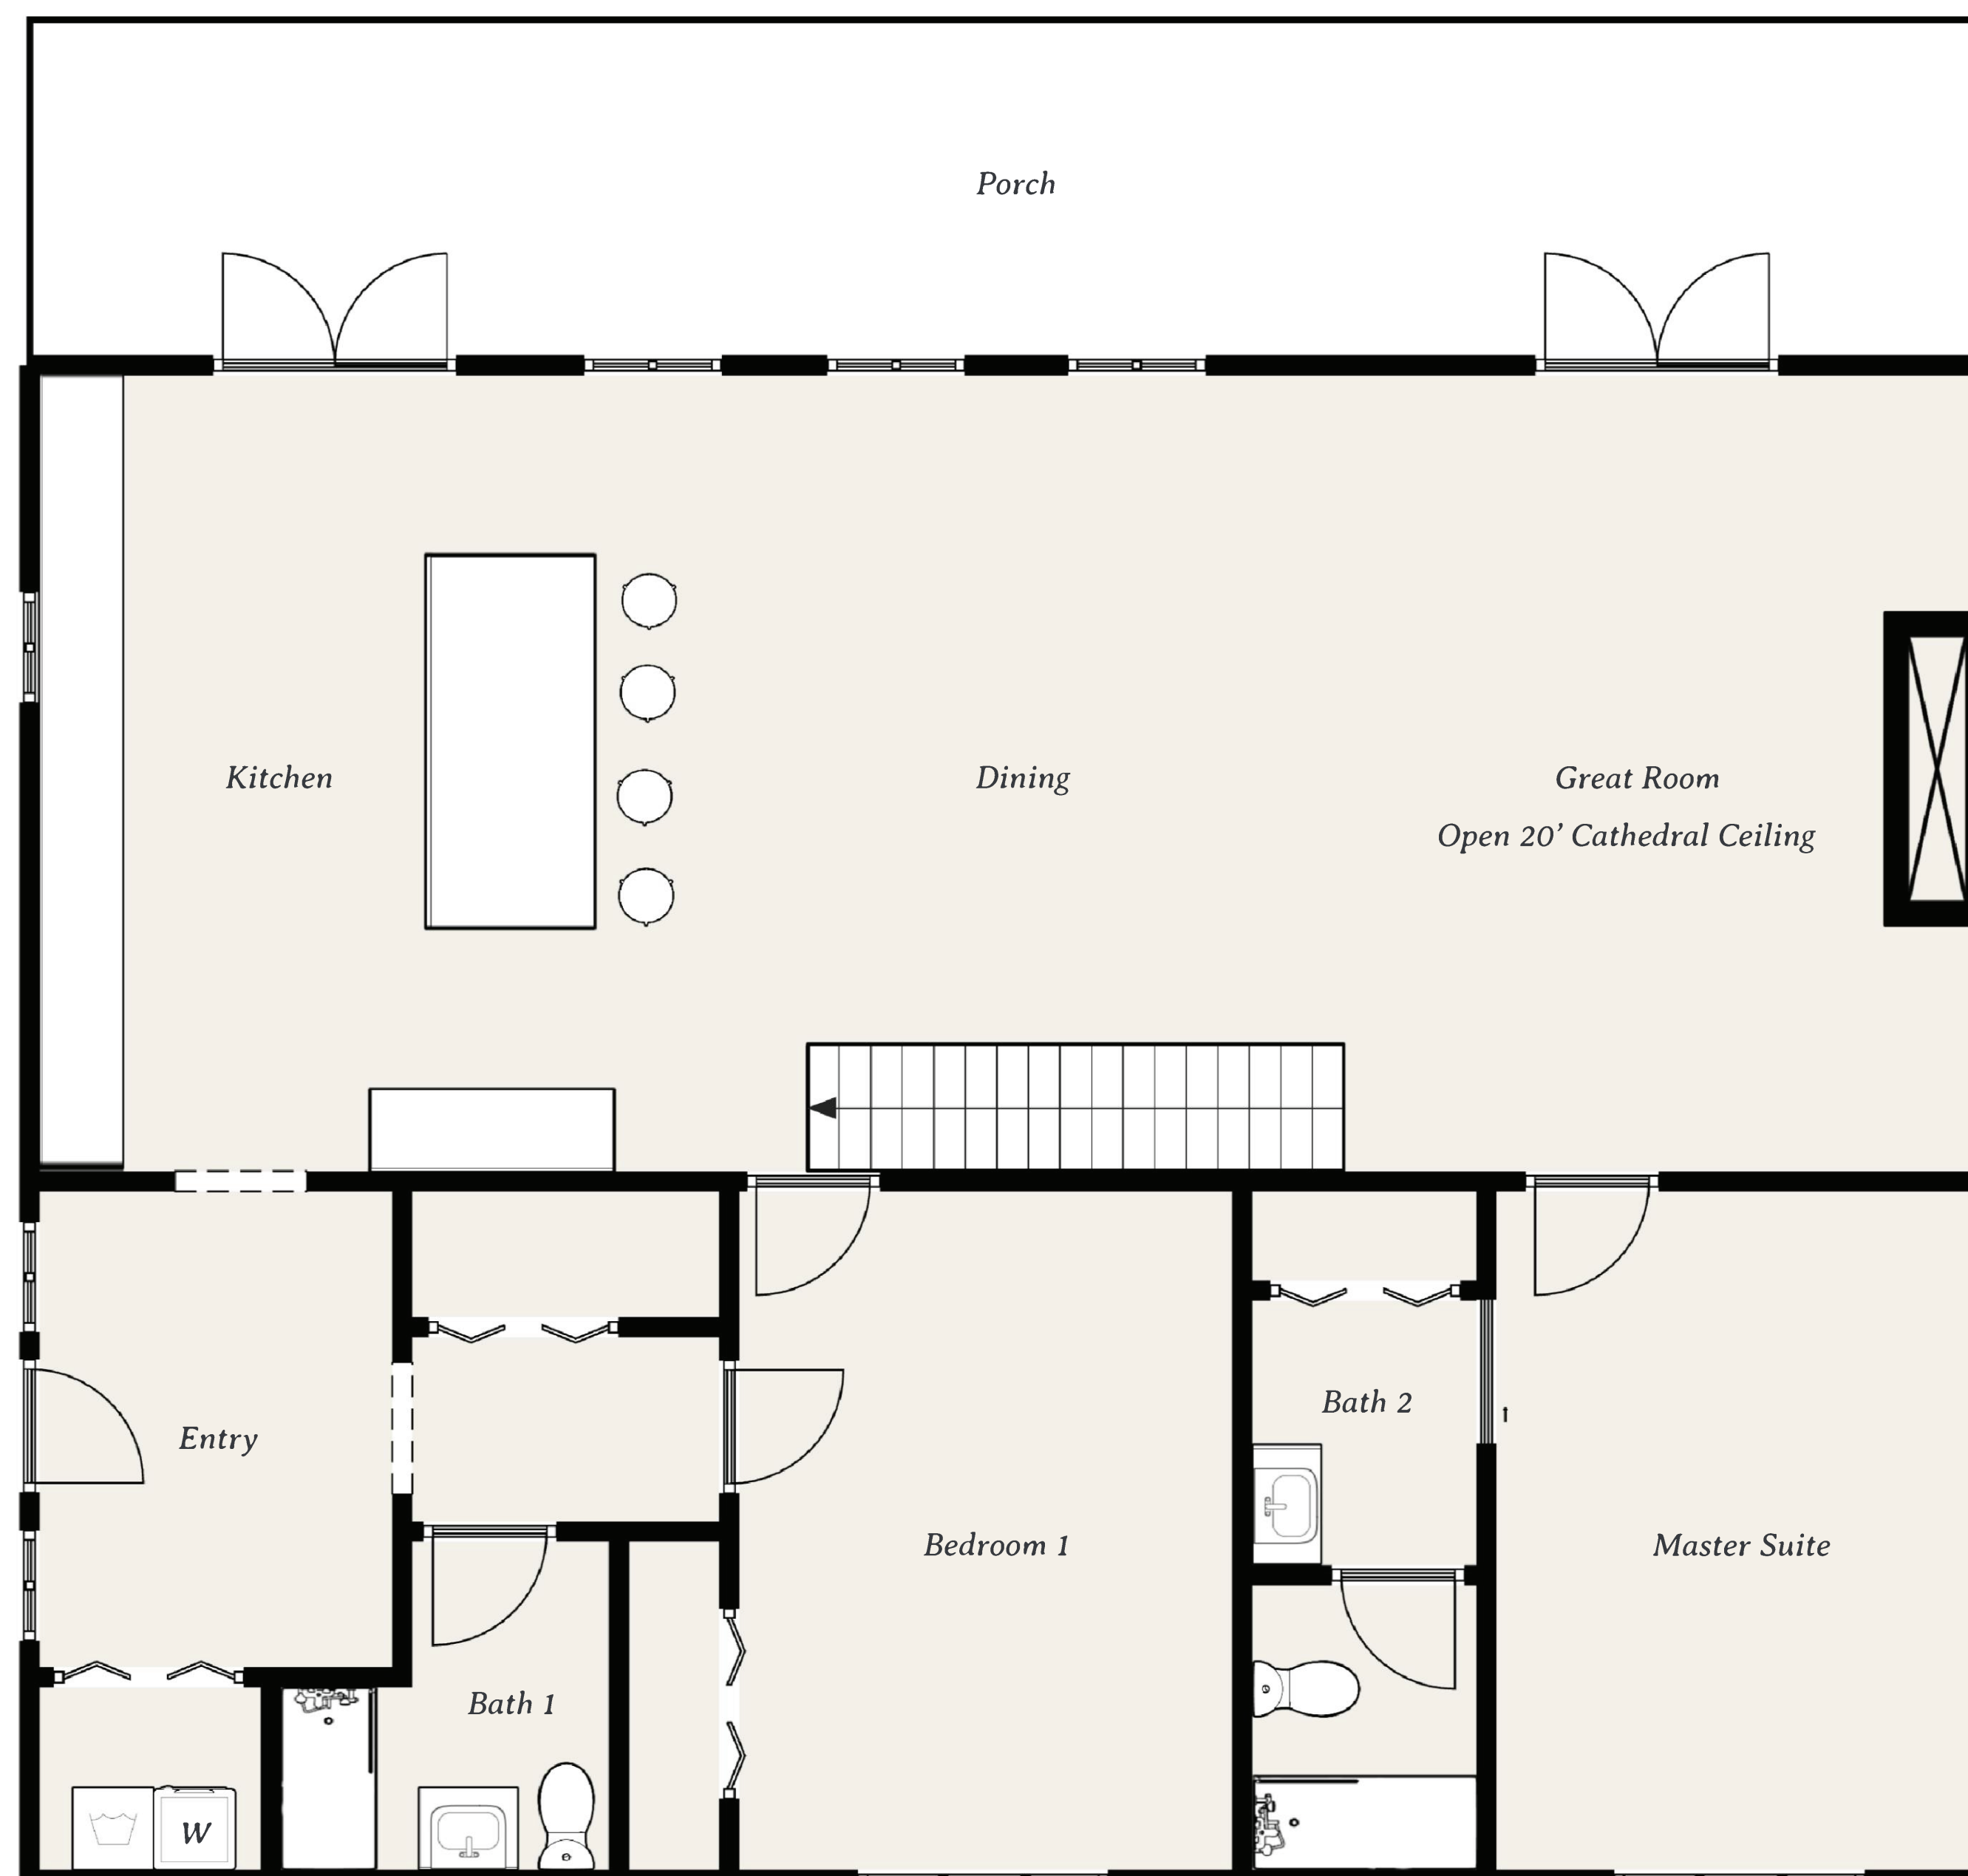 Porch
Kitchen
Dining
Great Room
Open 20’ Cathedral Ceiling
Entry
Bath 2
Bedroom 1
Master Suite
Bath 1
W